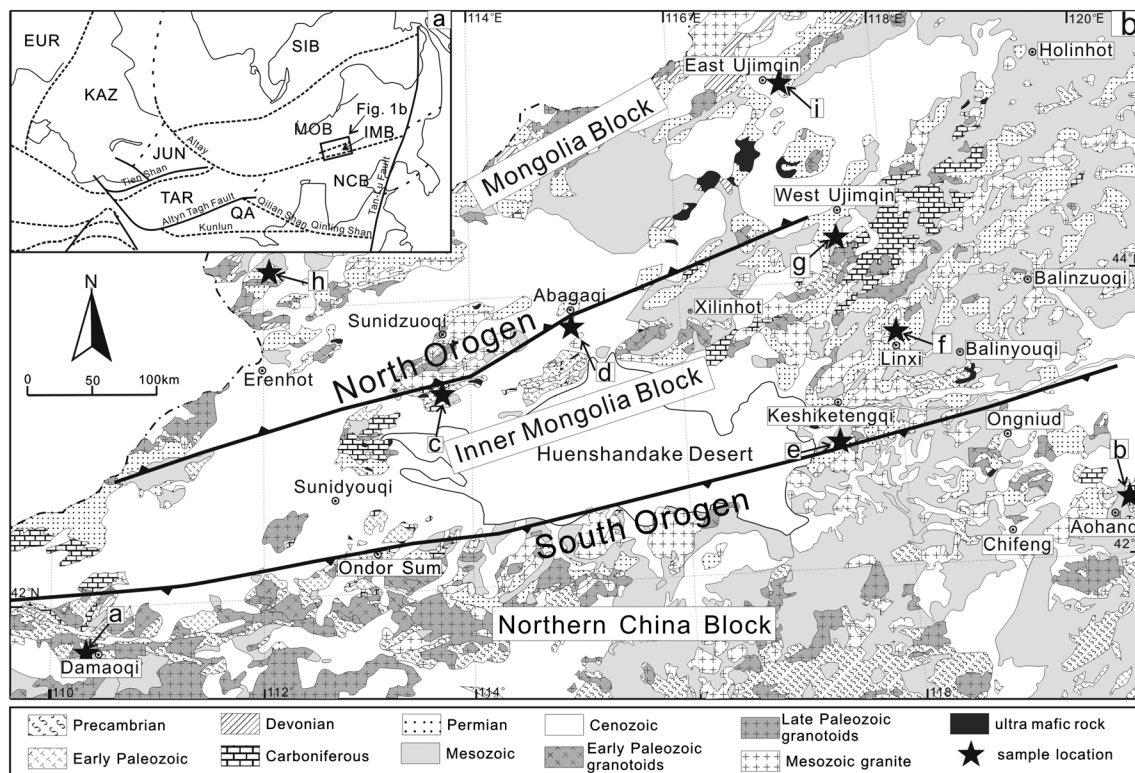 a
EUR
SIB
KAZ
Fig. 1b
MOB
IMB
JUN
Altay
Tien Shan
NCB
TAR
Altyn Tagh Fault
QA
Qilian Shan
Qinling Shan
Kunlun
Tan-Lu Fault
b
114°E
116°E
118°E
120°E
Holinhot
East Ujimqin
i
Mongolia Block
West Ujimqin
g
44°N
h
Balinzuoqi
Abagaqi
Xilinhot
Sunidzuoqi
N
d
f
Linxi
Balinyouqi
0 50 100km
Erenhot
North Orogen
c
Inner Mongolia Block
Keshiketengqi
Ongniud
e
Huenshandake Desert
b
Sunidyouqi
South Orogen
Aohanqi
Chifeng
42°N
Ondor Sum
42°N
a
Northern China Block
Damaoqi
110°
112°
114°
118°
Precambrian
Devonian
Permian
Cenozoic
Late Paleozoic
granotoids
ultra mafic rock
Early Paleozoic
Carboniferous
Mesozoic
Early Paleozoic
granotoids
Mesozoic granite
sample location